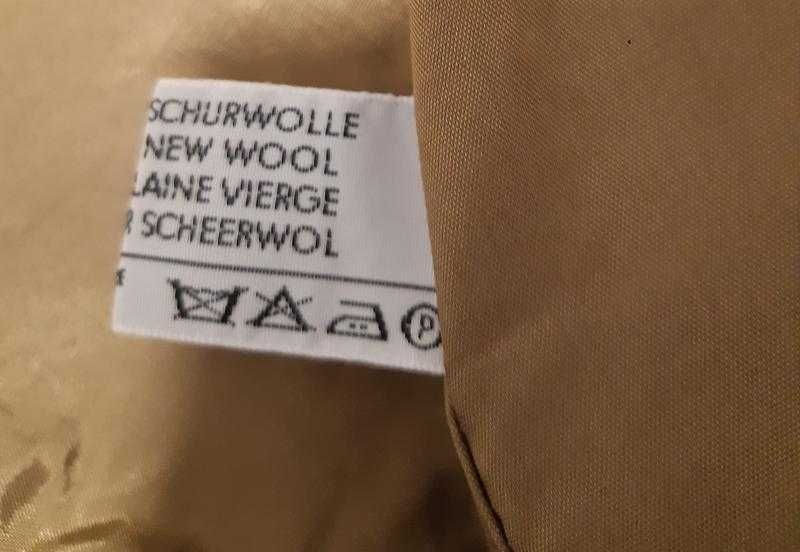 SCHURWOLLE
NEW WOOL
LAINE VIERGE
R SCHEERWOL
P